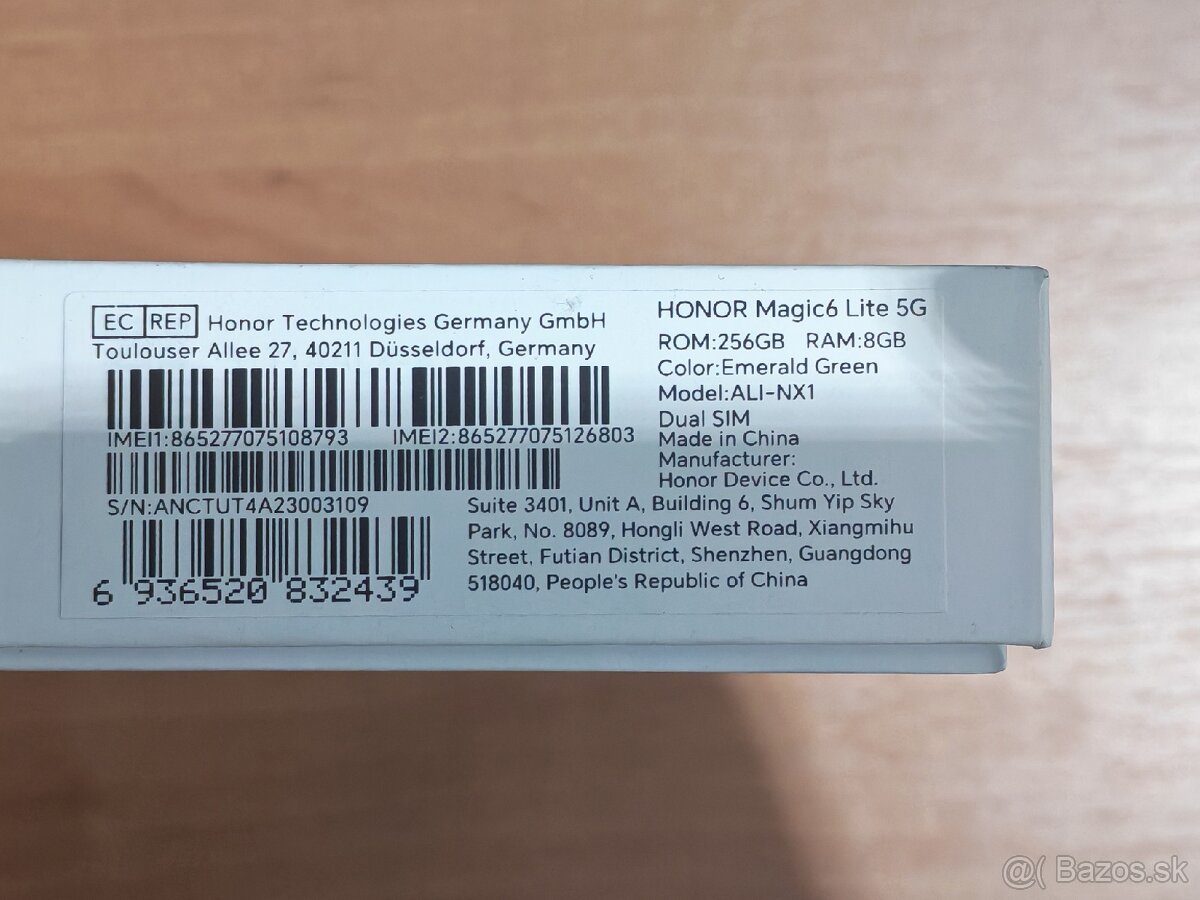 EC REP Honor Technologies Germany GmbH
Toulouser Allee 27, 40211 Düsseldorf, Germany
IMEI1:865277075108793 IMEI2:865277075126803
S/N:ANCTUT4A23003109
6 936520 832439
HONOR Magic6 Lite 5G
ROM:256GB RAM:8GB
Color:Emerald Green
Model:ALI-NX1
Dual SIM
Made in China
Manufacturer:
Honor Device Co., Ltd.
Suite 3401, Unit A, Building 6, Shum Yip Sky
Park, No. 8089, Hongli West Road, Xiangmihu
Street, Futian District, Shenzhen, Guangdong
518040, People's Republic of China
@( Bazos.sk